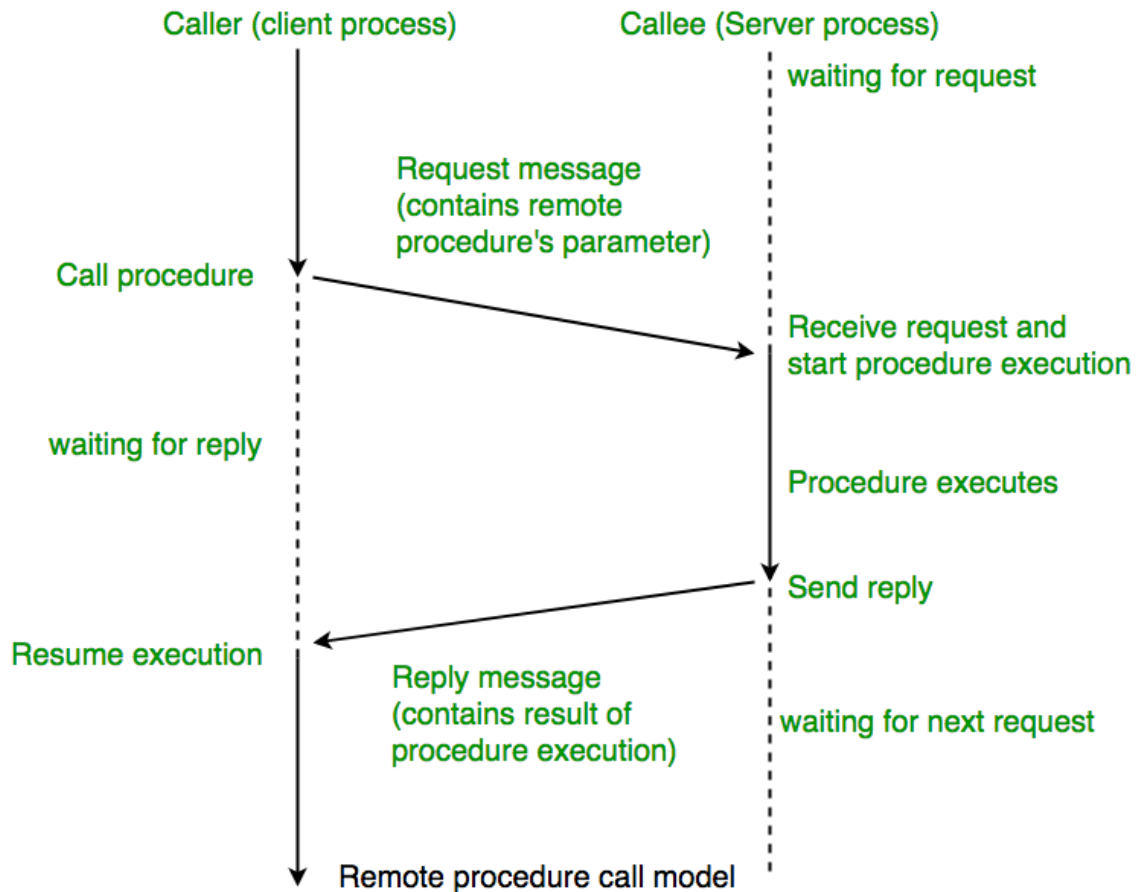 Caller (client process)
Callee (Server process)
waiting for request
Request message
(contains remote
procedure's parameter)
Call procedure
Receive request and
start procedure execution
waiting for reply
Procedure executes
Send reply
Resume execution
Reply message
(contains result of
procedure execution)
waiting for next request
Remote procedure call model